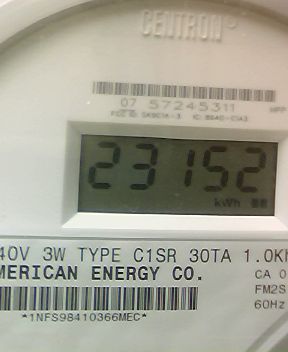 CENTRON
07 57245311
23152
kWh
40V 3W TYPE C1SR 30TA 1.0Kh
MERICAN ENERGY CO.
CA 0
FM2S
60Hz
*1NFS98410366MEC*